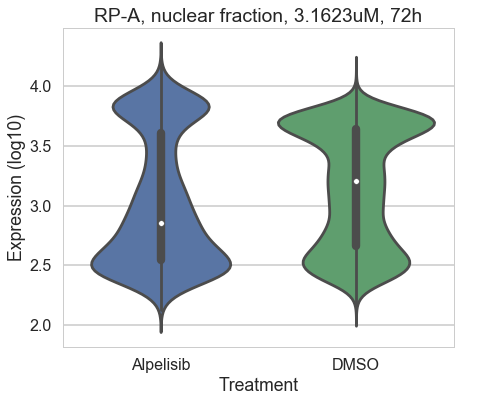 RP-A, nuclear fraction, 3.1623uM, 72h
Expression (log10)
4.0
3.5
3.0
2.5
2.0
Alpelisib DMSO
Treatment